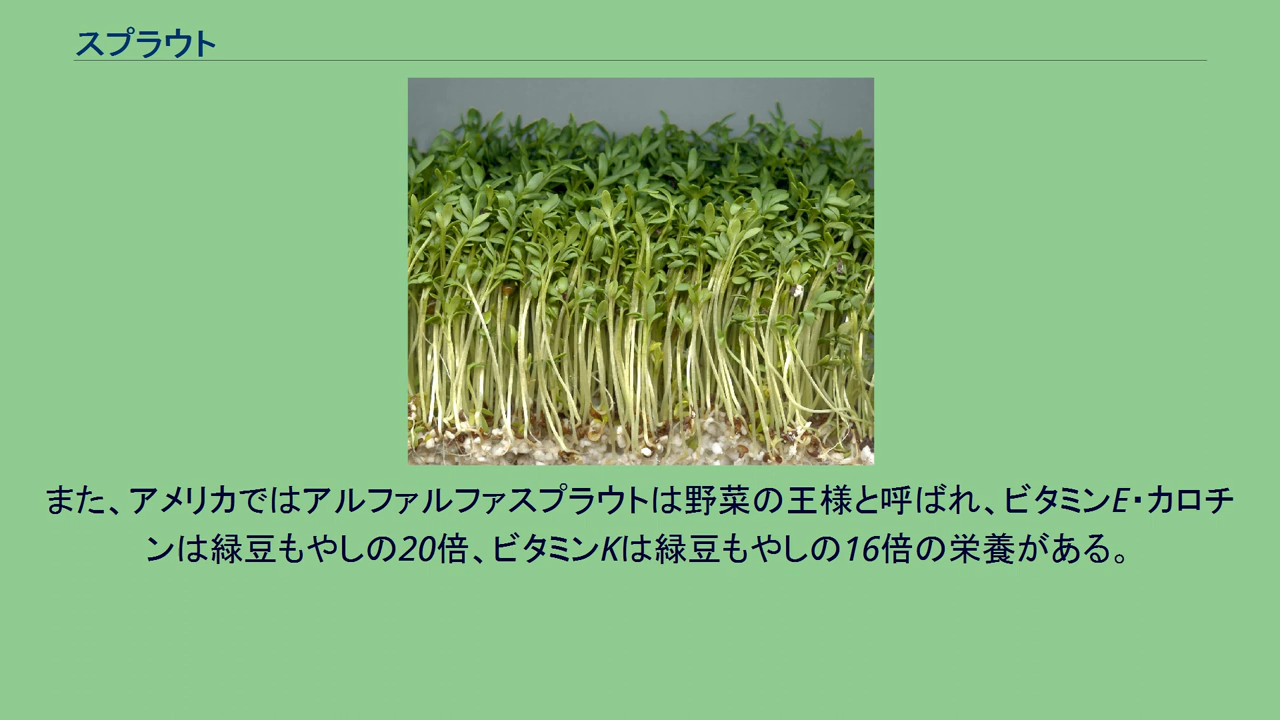 スプラウト
また、アメリカではアルファルファスプラウトは野菜の王様と呼ばれ、ビタミンE・カロチ
ンは緑豆もやしの20倍、ビタミンKは緑豆もやしの16倍の栄養がある。